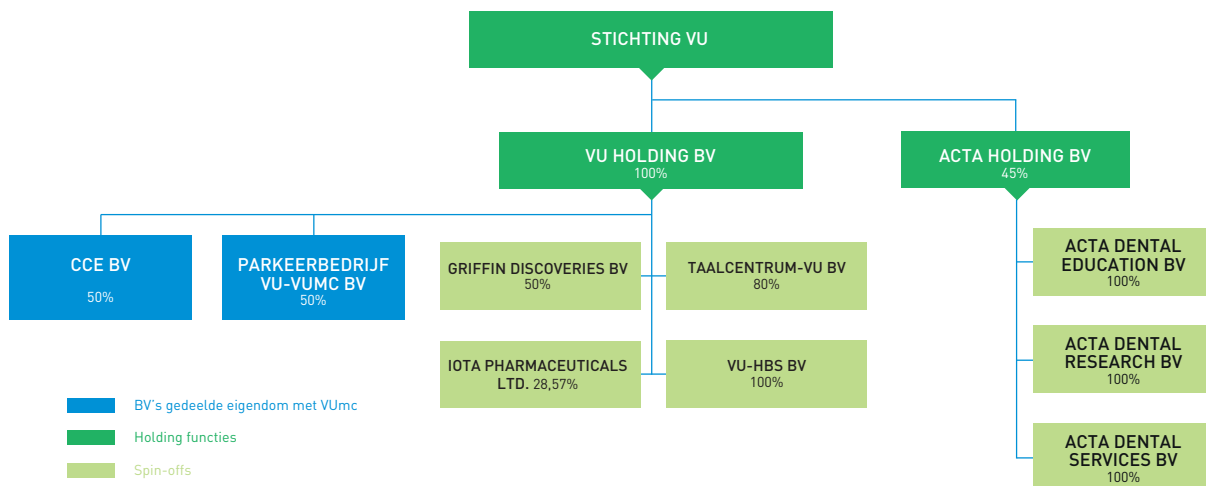 STICHTING VU
VU HOLDING BV
100%
ACTA HOLDING BV
45%
CCE BV
50%
PARKEERBEDRIJF
VU-VUMC BV
50%
GRIFFIN DISCOVERIES BV
50%
TAALCENTRUM-VU BV
80%
ACTA DENTAL
EDUCATION BV
100%
IOTA PHARMACEUTICALS
LTD. 28,57%
VU-HBS BV
100%
ACTA DENTAL
RESEARCH BV
100%
ACTA DENTAL
SERVICES BV
100%
BV's gedeelde eigendom met VUmc
Holding functies
Spin-offs